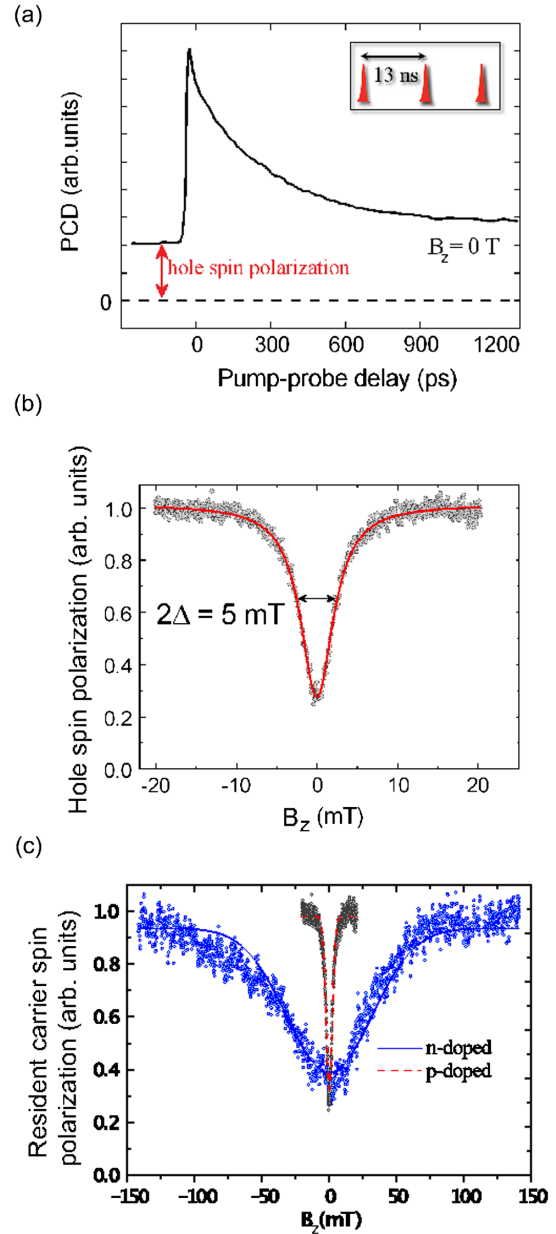 (a)
PCD (arb.units)
13 ns
B_z = 0 T
hole spin polarization
0
0 300 600 900 1200
Pump-probe delay (ps)
(b)
Hole spin polarization (arb. units)
1.0
0.8
0.6
0.4
0.2
0.0
2Δ = 5 mT
-20 -10 0 10 20
B_z (mT)
(c)
Resident carrier spin
polarization (arb. units)
1.0
0.8
0.6
0.4
0.2
0.0
n-doped
p-doped
−150 −100 −50 0 50 100 150
B_z(mT)